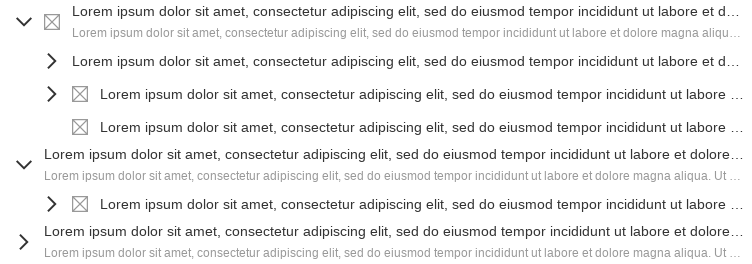 Lorem ipsum dolor sit amet, consectetur adipiscing elit, sed do eiusmod tempor incididunt ut labore et d...
Lorem ipsum dolor sit amet, consectetur adipiscing elit, sed do eiusmod tempor incididunt ut labore et dolore magna aliqu...
Lorem ipsum dolor sit amet, consectetur adipiscing elit, sed do eiusmod tempor incididunt ut labore et d...
Lorem ipsum dolor sit amet, consectetur adipiscing elit, sed do eiusmod tempor incididunt ut labore ...
Lorem ipsum dolor sit amet, consectetur adipiscing elit, sed do eiusmod tempor incididunt ut labore ...
Lorem ipsum dolor sit amet, consectetur adipiscing elit, sed do eiusmod tempor incididunt ut labore et dolore...
Lorem ipsum dolor sit amet, consectetur adipiscing elit, sed do eiusmod tempor incididunt ut labore et dolore magna aliqua. Ut ...
Lorem ipsum dolor sit amet, consectetur adipiscing elit, sed do eiusmod tempor incididunt ut labore ...
Lorem ipsum dolor sit amet, consectetur adipiscing elit, sed do eiusmod tempor incididunt ut labore et dolore...
Lorem ipsum dolor sit amet, consectetur adipiscing elit, sed do eiusmod tempor incididunt ut labore et dolore magna aliqua. Ut ...